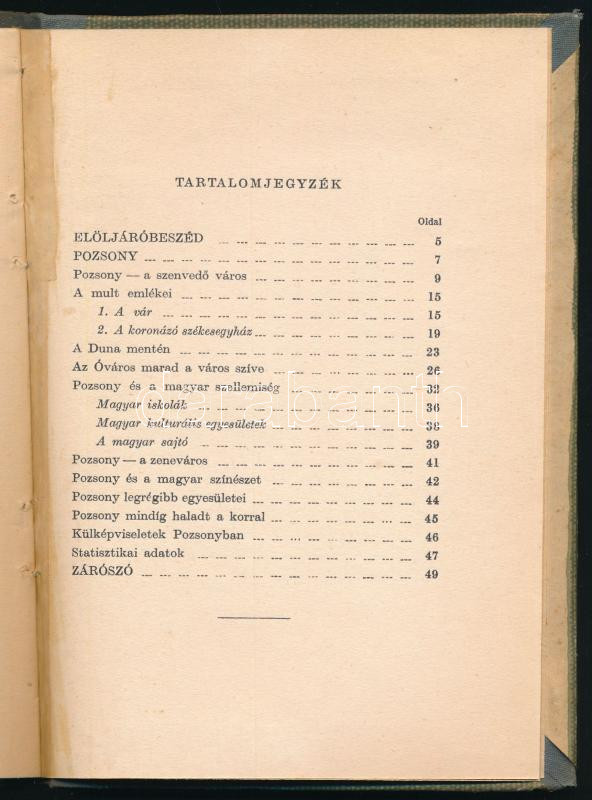 TARTALOMJEGYZÉK
Oldal
ELÖLJÁRÓBESZÉD 5
POZSONY 7
Pozsony — a szenvedő város 9
A mult emlékei 15
1. A vár 15
2. A koronázó székesegyház 19
A Duna mentén 23
Az Óváros marad a város szíve 26
Pozsony és a magyar szellemiség 32
Magyar iskolák 36
Magyar kulturális egyesületek 38
A magyar sajtó 39
Pozsony — a zeneváros 41
Pozsony és a magyar színészet 42
Pozsony legrégibb egyesületei 44
Pozsony mindíg haladt a korral 45
Külképviseletek Pozsonyban 46
Statisztikai adatok 47
ZÁRÓSZÓ 49
darabanth